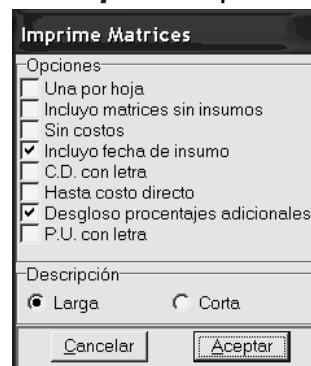 Imprime Matrices
Opciones
Una por hoja
Incluyo matrices sin insumos
Sin costos
Incluyo fecha de insumo
C.D. con letra
Hasta costo directo
Desgloso procentajes adicionales
P.U. con letra
Descripción
Larga Corta
Cancelar Aceptar